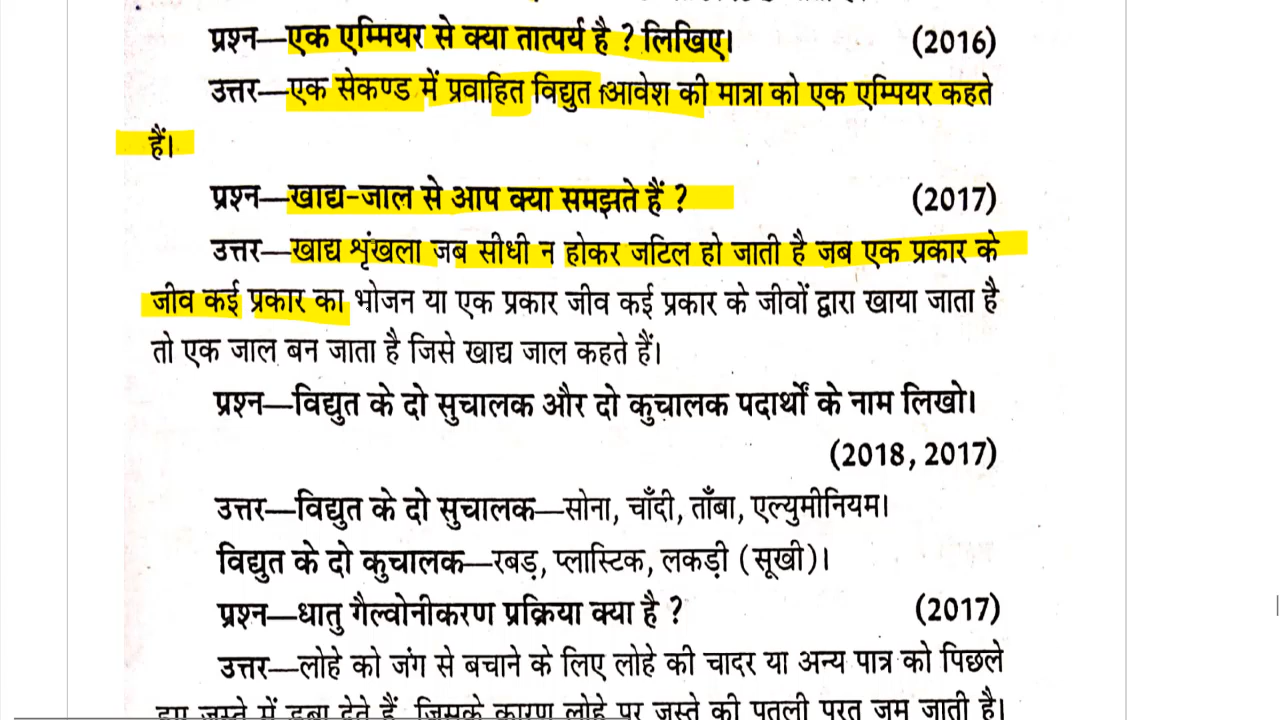 प्रश्न—एक एम्पियर से क्या तात्पर्य है ? लिखिए। (2016)
उत्तर—एक सेकण्ड में प्रवाहित विद्युत आवेश की मात्रा को एक एम्पियर कहते
हैं।
प्रश्न—खाद्य-जाल से आप क्या समझते हैं ? (2017)
उत्तर—खाद्य शृंखला जब सीधी न होकर जटिल हो जाती है जब एक प्रकार के
जीव कई प्रकार का भोजन या एक प्रकार जीव कई प्रकार के जीवों द्वारा खाया जाता है
तो एक जाल बन जाता है जिसे खाद्य जाल कहते हैं।
प्रश्न—विद्युत के दो सुचालक और दो कुचालक पदार्थों के नाम लिखो।
(2018, 2017)
उत्तर—विद्युत के दो सुचालक—सोना, चाँदी, ताँबा, एल्युमीनियम।
विद्युत के दो कुचालक—रबड़, प्लास्टिक, लकड़ी (सूखी)।
प्रश्न—धातु गैल्वोनीकरण प्रक्रिया क्या है ? (2017)
उत्तर—लोहे को जंग से बचाने के लिए लोहे की चादर या अन्य पात्र को पिछले
हुए जस्ते में डुबा देते हैं, जिसके कारण लोहे पर जस्ते की पतली परत जम जाती है।